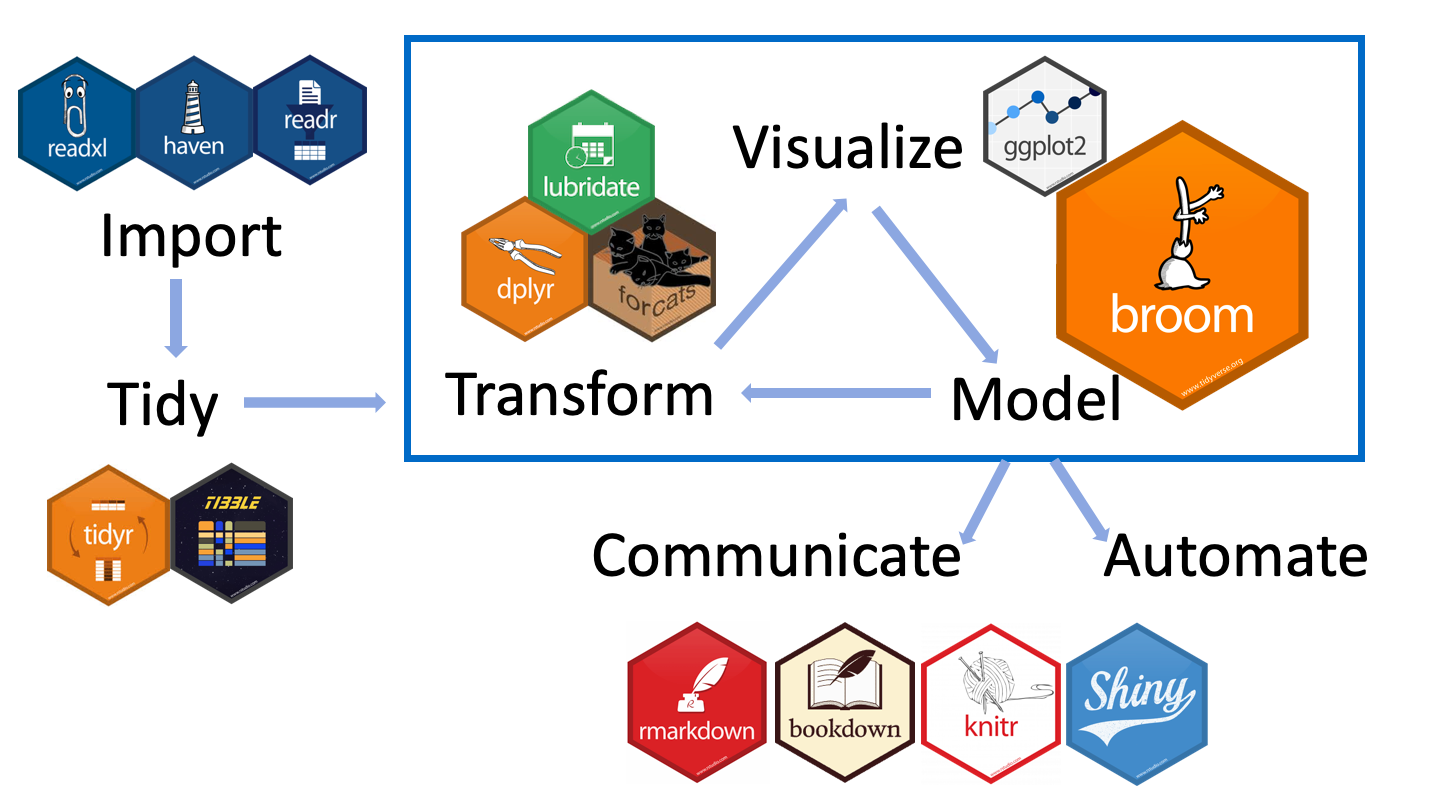 readxl
haven
readr
Import
Tidy
tidyr
TIBBLE
lubridate
dplyr
forcats
Transform
Visualize
ggplot2
broom
www.tidyverse.org
Model
Communicate
Automate
rmarkdown
bookdown
knitr
Shiny